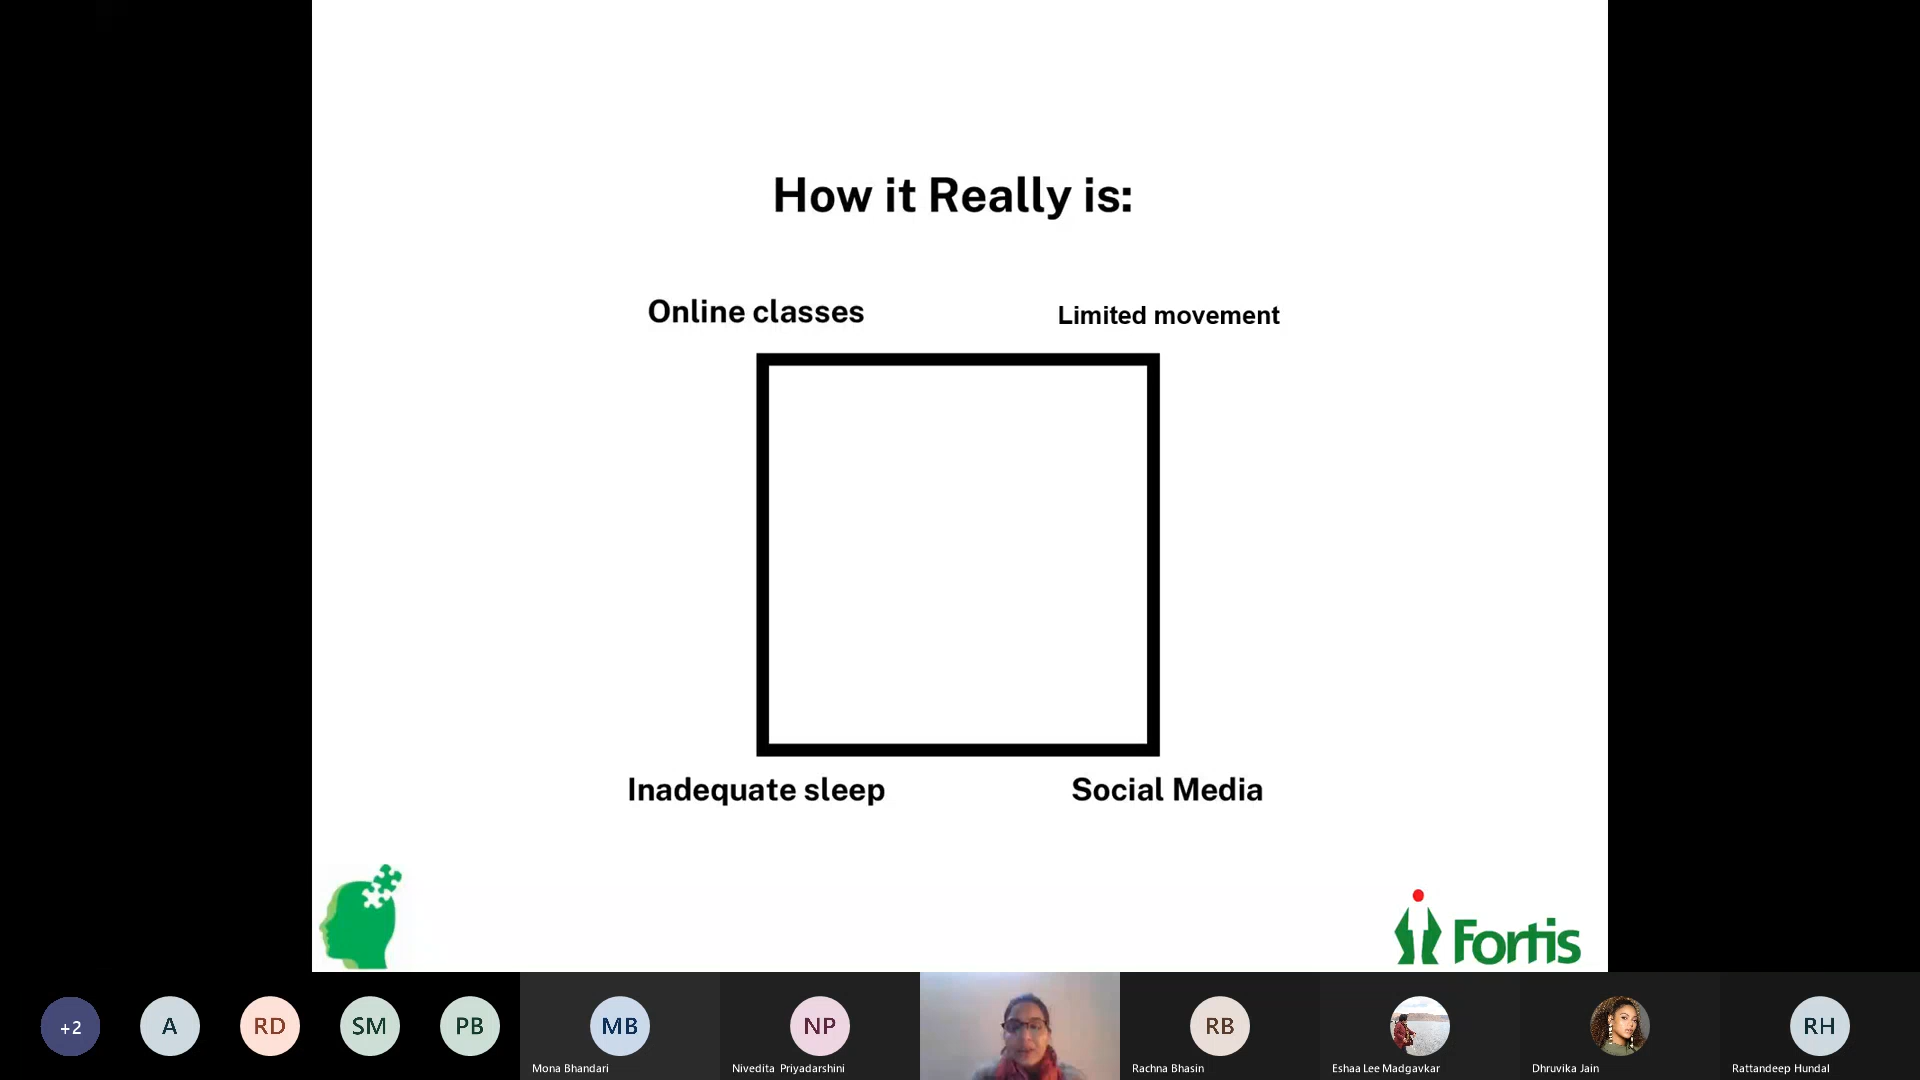 How it Really is:
Online classes
Limited movement
Inadequate sleep
Social Media
Fortis
+2
A
RD
SM
PB
MB
NP
RB
RH
Mona Bhandari
Nivedita Priyadarshini
Rachna Bhasin
Eshaa Lee Madgavkar
Dhruvika Jain
Rattandeep Hundal